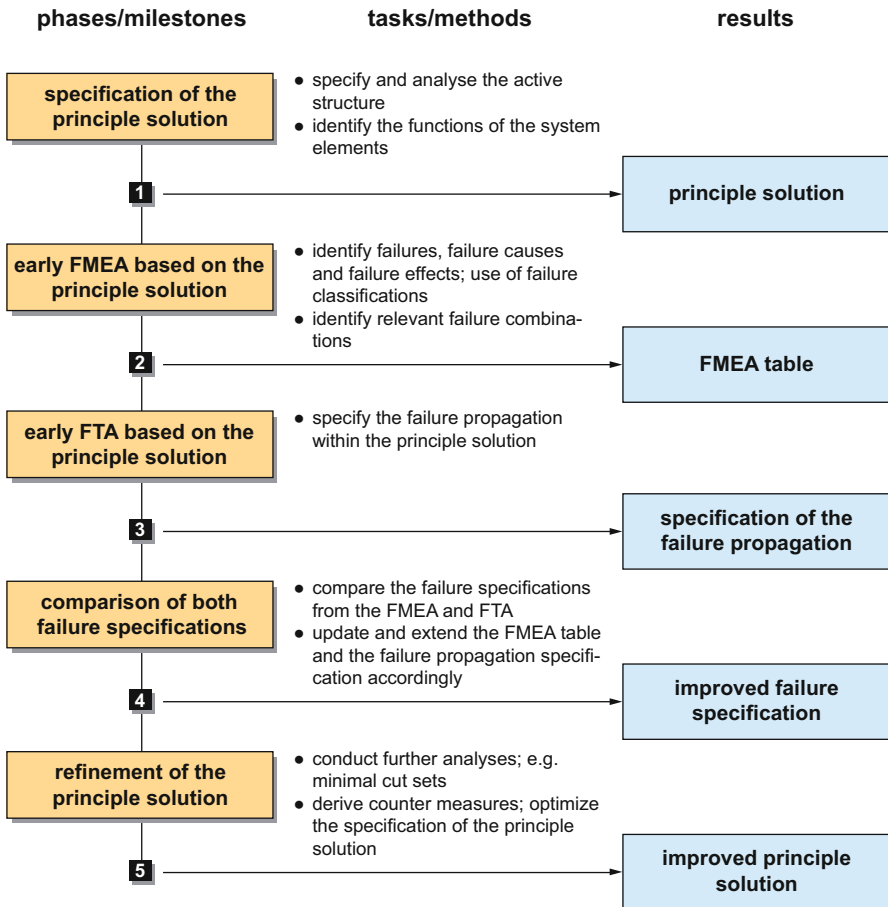 phases/milestones
tasks/methods
results
specification of the
principle solution
● specify and analyse the active
structure
● identify the functions of the system
elements
1
principle solution
early FMEA based on the
principle solution
● identify failures, failure causes
and failure effects; use of failure
classifications
● identify relevant failure combina-
tions
2
FMEA table
early FTA based on the
principle solution
● specify the failure propagation
within the principle solution
3
specification of the
failure propagation
comparison of both
failure specifications
● compare the failure specifications
from the FMEA and FTA
● update and extend the FMEA table
and the failure propagation specifi-
cation accordingly
4
improved failure
specification
refinement of the
principle solution
● conduct further analyses; e.g.
minimal cut sets
● derive counter measures; optimize
the specification of the principle
solution
5
improved principle
solution